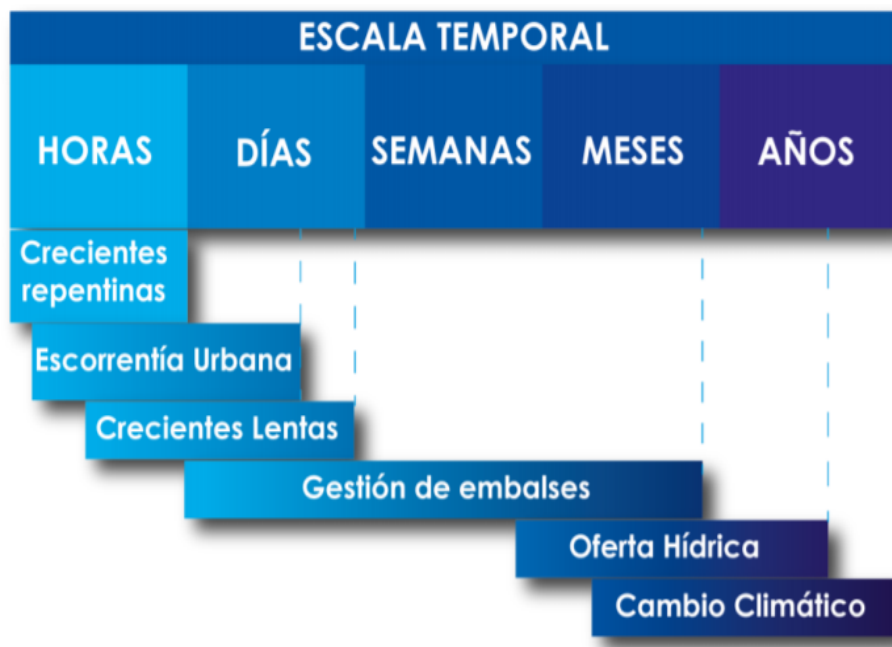 ESCALA TEMPORAL
HORAS
DÍAS
SEMANAS
MESES
AÑOS
Crecientes
repentinas
Escorrentía Urbana
Crecientes Lentas
Gestión de embalses
Oferta Hídrica
Cambio Climático